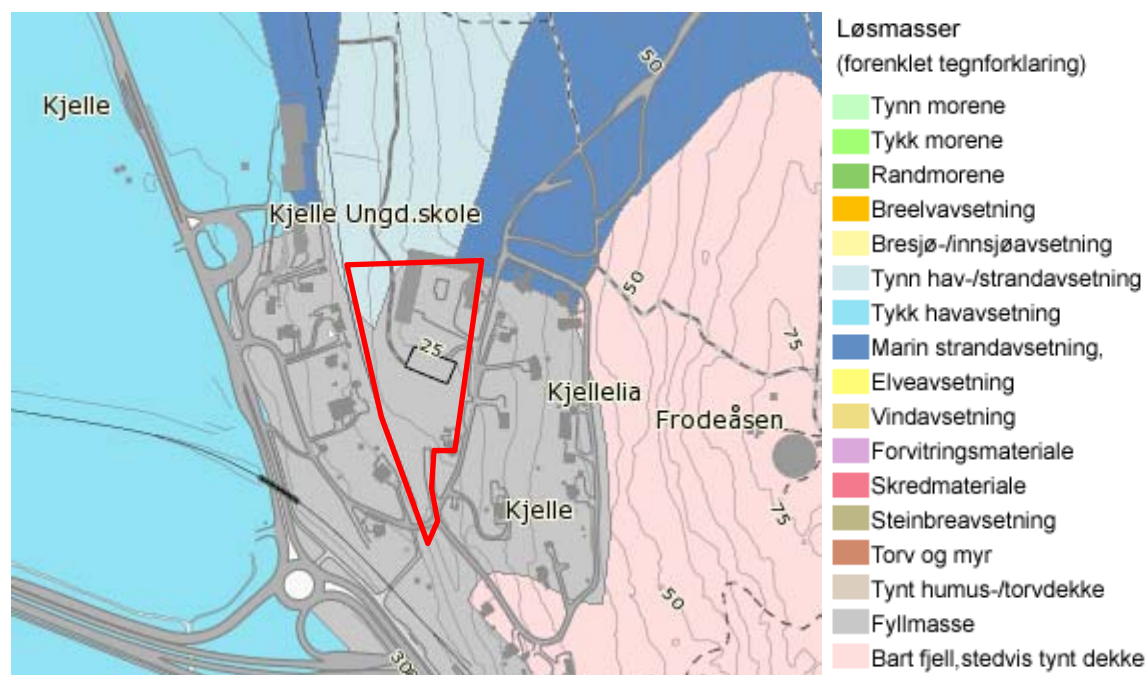 Kjelle
50
Kjelle Ungd.skole
50
25
75
Kjellelia
Frodeåsen
Kjelle
75
50
30
Løsmasser
(forenklet tegnforklaring)
Tynn morene
Tykk morene
Randmorene
Breelvavsetning
Bresjø-/innsjøavsetning
Tynn hav-/strandavsetning
Tykk havavsetning
Marin strandavsetning,
Elveavsetning
Vindavsetning
Forvitringsmateriale
Skredmateriale
Steinbreavsetning
Torv og myr
Tynt humus-/torvdekke
Fyllmasse
Bart fjell,stedvis tynt dekke